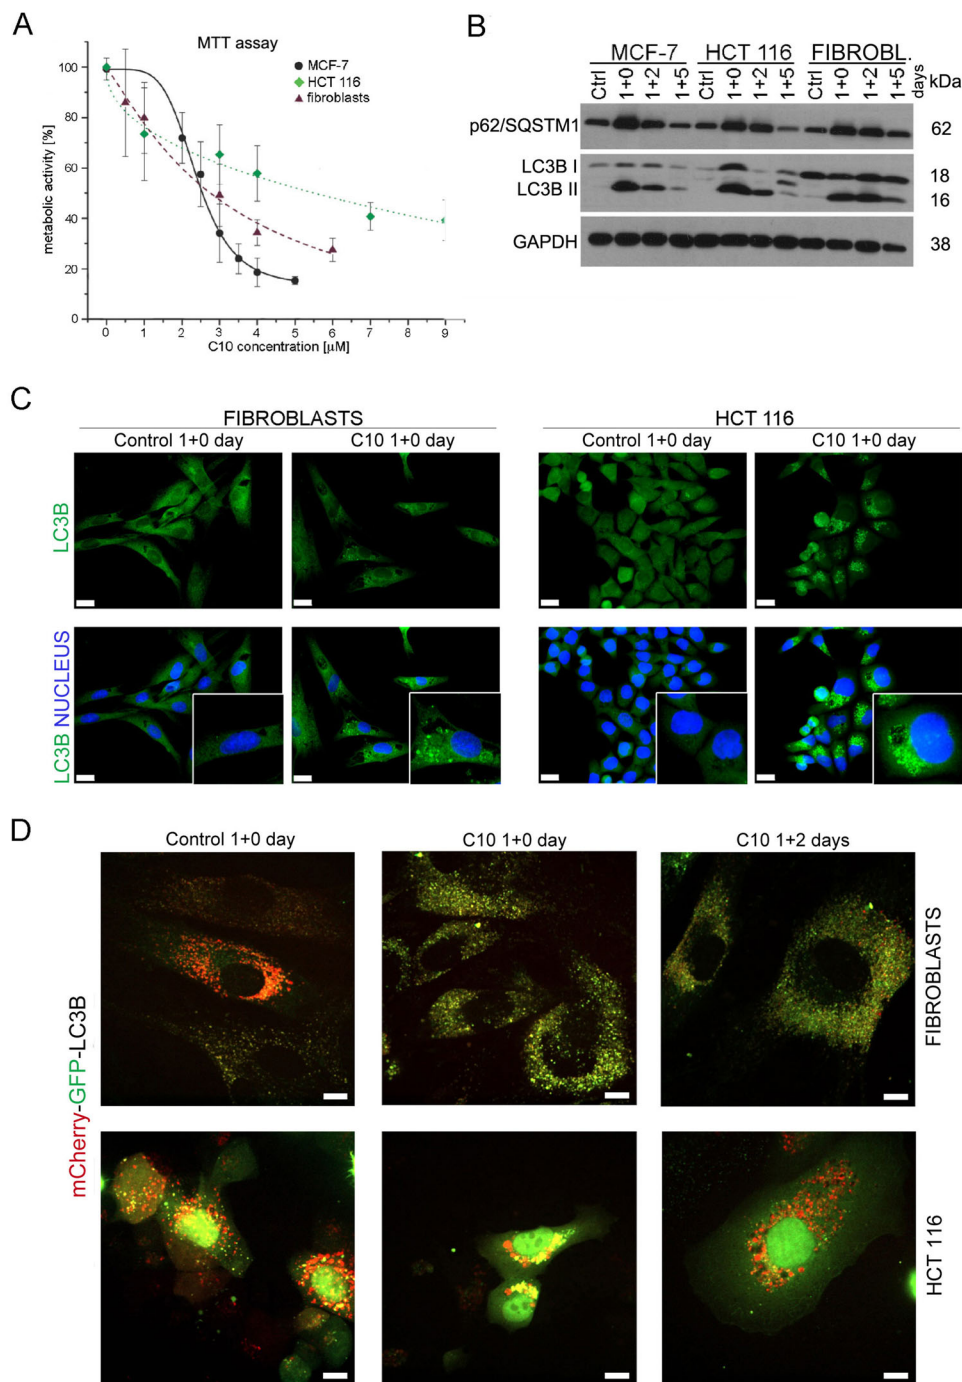 A
MTT assay
MCF-7
HCT 116
fibroblasts
metabolic activity [%]
100
80
60
40
20
0
0 1 2 3 4 5 6 7 8 9
C10 concentration [µM]
B
MCF-7 HCT 116 FIBROBL.
Ctrl 1+0 1+2 1+5 Ctrl 1+0 1+2 1+5 Ctrl 1+0 1+2 1+5 days kDa
p62/SQSTM1 62
LC3B I 18
LC3B II 16
GAPDH 38
C
FIBROBLASTS HCT 116
Control 1+0 day C10 1+0 day Control 1+0 day C10 1+0 day
LC3B
LC3B NUCLEUS
D
Control 1+0 day C10 1+0 day C10 1+2 days
mCherry-GFP-LC3B
FIBROBLASTS
HCT 116